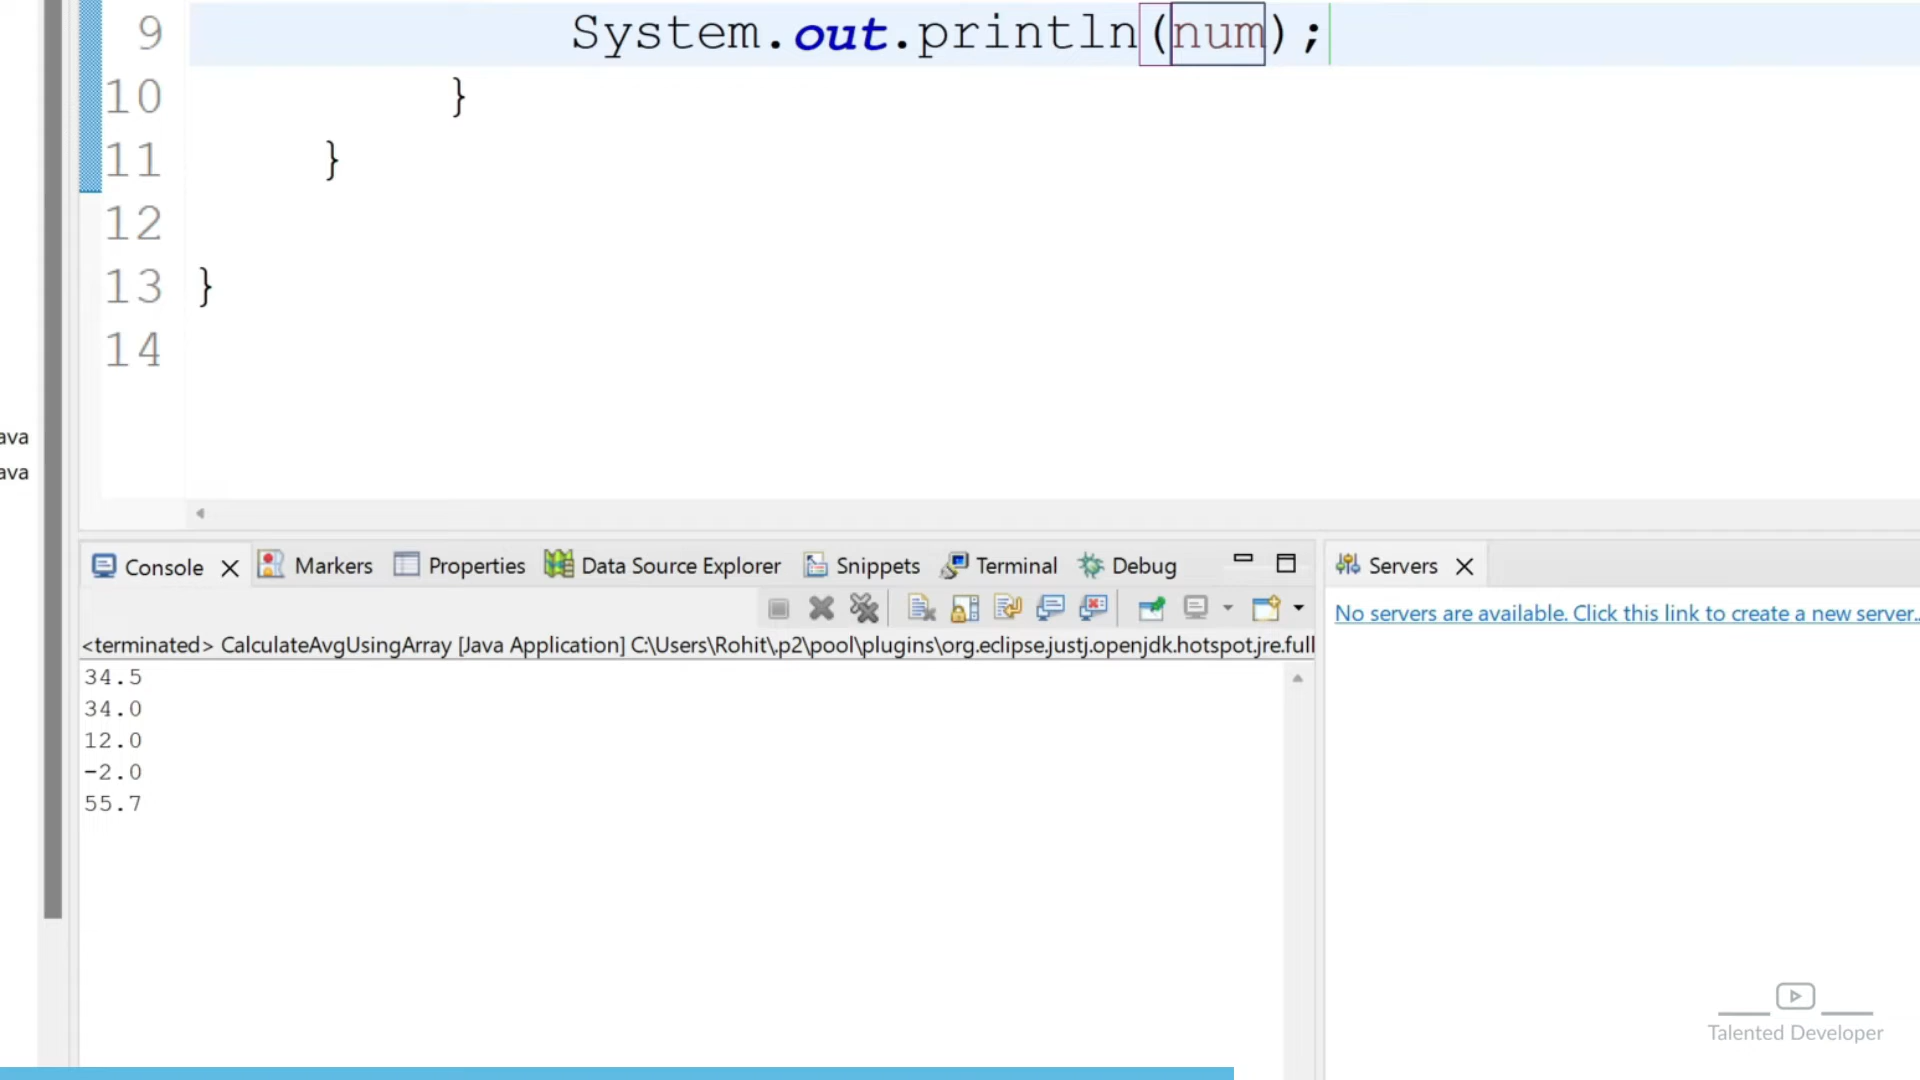 9 System.out.println(num);
10 }
11 }
12
13 }
14
ava
ava
Console Markers Properties Data Source Explorer Snippets Terminal Debug
Servers
No servers are available. Click this link to create a new server..
<terminated> CalculateAvgUsingArray [Java Application] C:\Users\Rohit\.p2\pool\plugins\org.eclipse.justj.openjdk.hotspot.jre.full
34.5
34.0
12.0
-2.0
55.7
Talented Developer